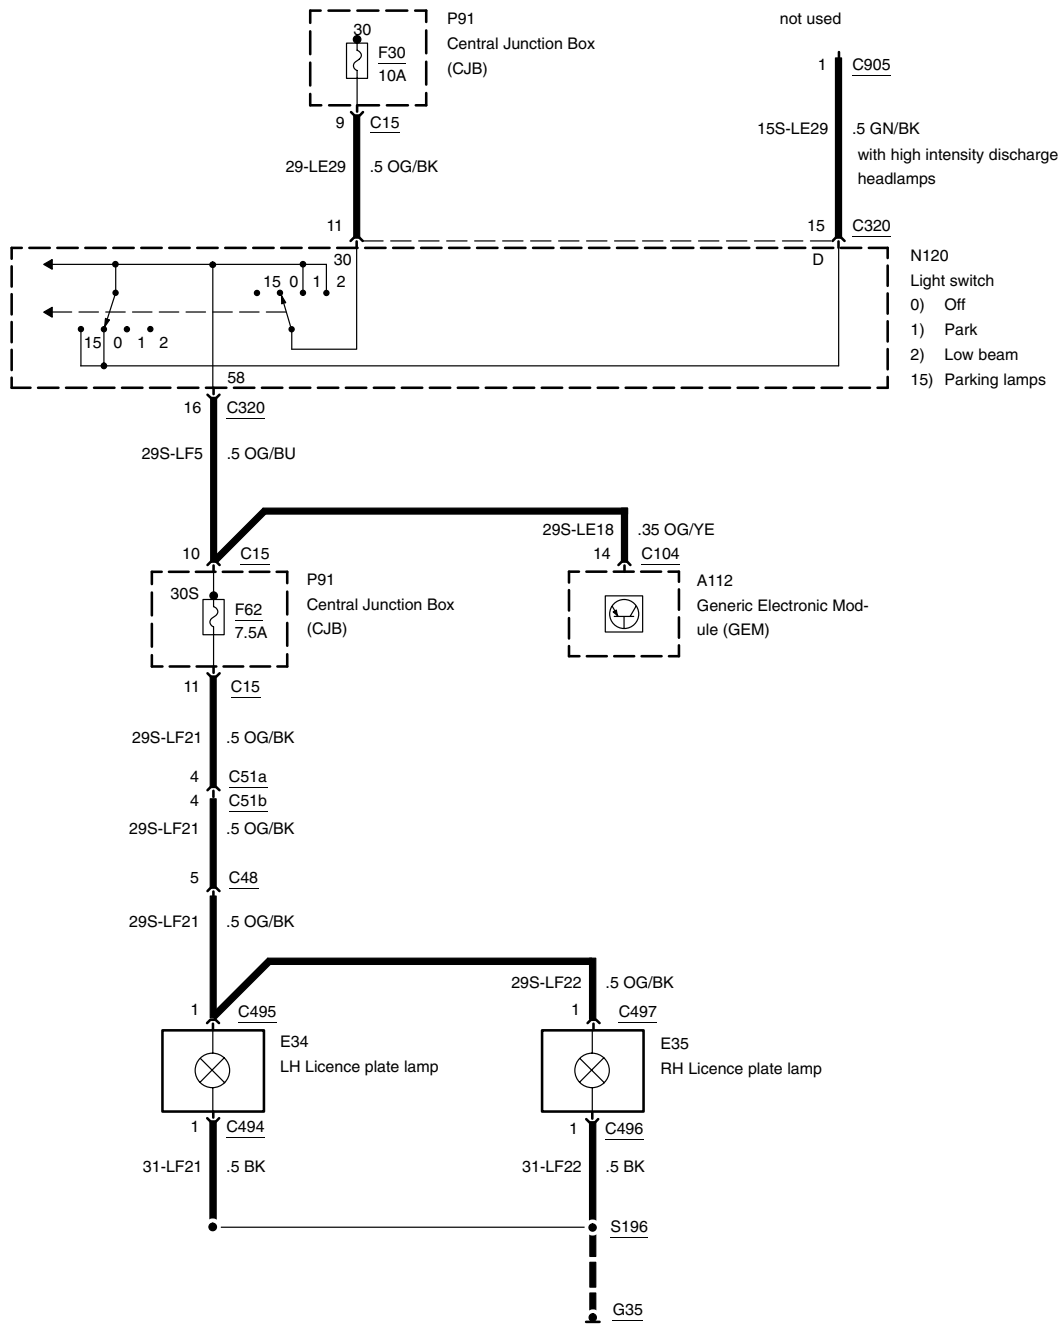 P91
not used
30
Central Junction Box
F30
(CJB)
10A
1 C905
9 C15
15S-LE29 .5 GN/BK
29-LE29 .5 OG/BK
with high intensity discharge
headlamps
11
15 C320
30
D
N120
15 0 1 2
Light switch
0) Off
1) Park
15 0 1 2
2) Low beam
58
15) Parking lamps
16 C320
29S-LF5 .5 OG/BU
29S-LE18 .35 OG/YE
10 C15
14 C104
30S
P91
A112
F62
Central Junction Box
Generic Electronic Mod-
7.5A
(CJB)
ule (GEM)
11 C15
29S-LF21 .5 OG/BK
4 C51a
4 C51b
29S-LF21 .5 OG/BK
5 C48
29S-LF21 .5 OG/BK
29S-LF22 .5 OG/BK
1 C495
1 C497
E34
E35
LH Licence plate lamp
RH Licence plate lamp
1 C494
1 C496
31-LF21 .5 BK
31-LF22 .5 BK
S196
G35